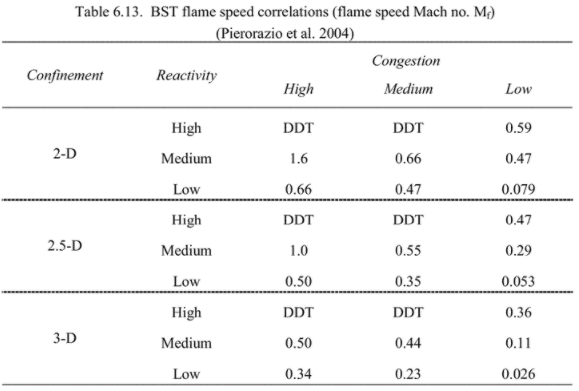 Table 6.13. BST flame speed correlations (flame speed Mach no. Mf)
(Pierorazio et al. 2004)
Confinement Reactivity Congestion
High Medium Low
High DDT DDT 0.59
2-D Medium 1.6 0.66 0.47
Low 0.66 0.47 0.079
High DDT DDT 0.47
2.5-D Medium 1.0 0.55 0.29
Low 0.50 0.35 0.053
High DDT DDT 0.36
3-D Medium 0.50 0.44 0.11
Low 0.34 0.23 0.026